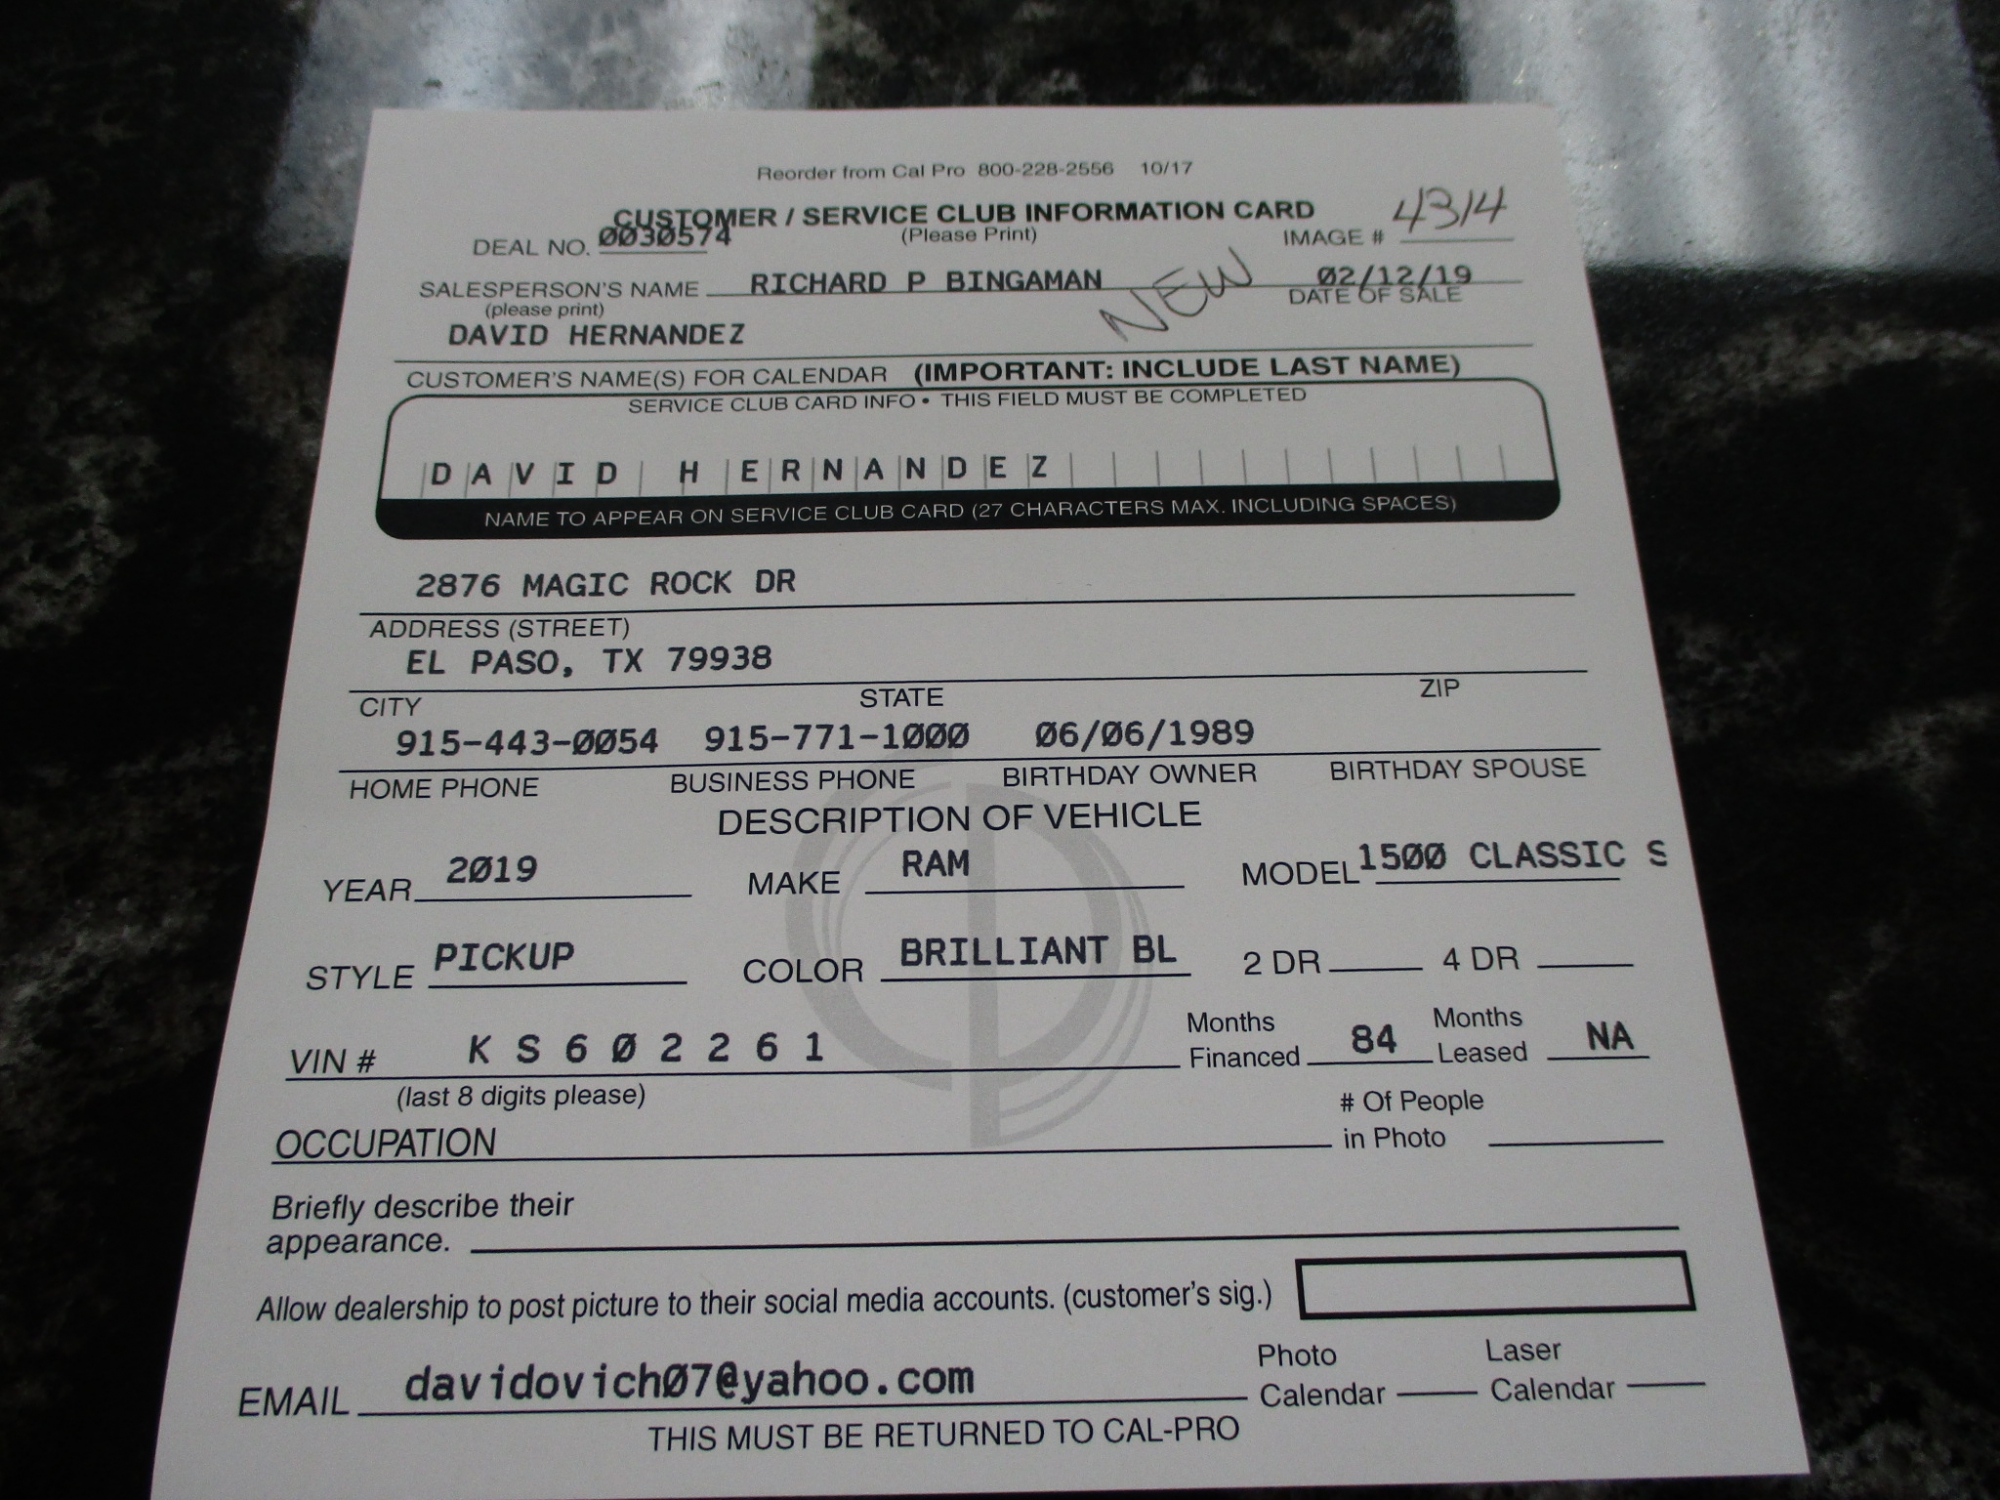 Reorder from Cal Pro 800-228-2556 10/17
CUSTOMER / SERVICE CLUB INFORMATION CARD
(Please Print)
DEAL NO. 0030574
IMAGE # 4314
SALESPERSON'S NAME RICHARD P BINGAMAN
(please print)
NEW
02/12/19
DATE OF SALE
DAVID HERNANDEZ
CUSTOMER'S NAME(S) FOR CALENDAR (IMPORTANT: INCLUDE LAST NAME)
SERVICE CLUB CARD INFO • THIS FIELD MUST BE COMPLETED
DAVID HERNANDEZ
NAME TO APPEAR ON SERVICE CLUB CARD (27 CHARACTERS MAX. INCLUDING SPACES)
2876 MAGIC ROCK DR
ADDRESS (STREET)
EL PASO, TX 79938
CITY STATE ZIP
915-443-0054 915-771-1000 06/06/1989
HOME PHONE BUSINESS PHONE BIRTHDAY OWNER BIRTHDAY SPOUSE
DESCRIPTION OF VEHICLE
YEAR 2019 MAKE RAM MODEL 1500 CLASSIC S
STYLE PICKUP COLOR BRILLIANT BL 2 DR 4 DR
VIN # K S 6 0 2 2 6 1 Months Financed 84 Months Leased NA
(last 8 digits please)
OCCUPATION # Of People in Photo
Briefly describe their
appearance.
Allow dealership to post picture to their social media accounts. (customer's sig.)
EMAIL davidovich07@yahoo.com Photo Calendar Laser Calendar
THIS MUST BE RETURNED TO CAL-PRO